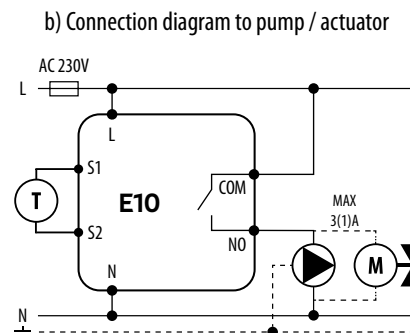 b) Connection diagram to pump / actuator
AC 230V
L
L
S1
COM
T
E10
MAX
3(1)A
S2
NO
M
N
N